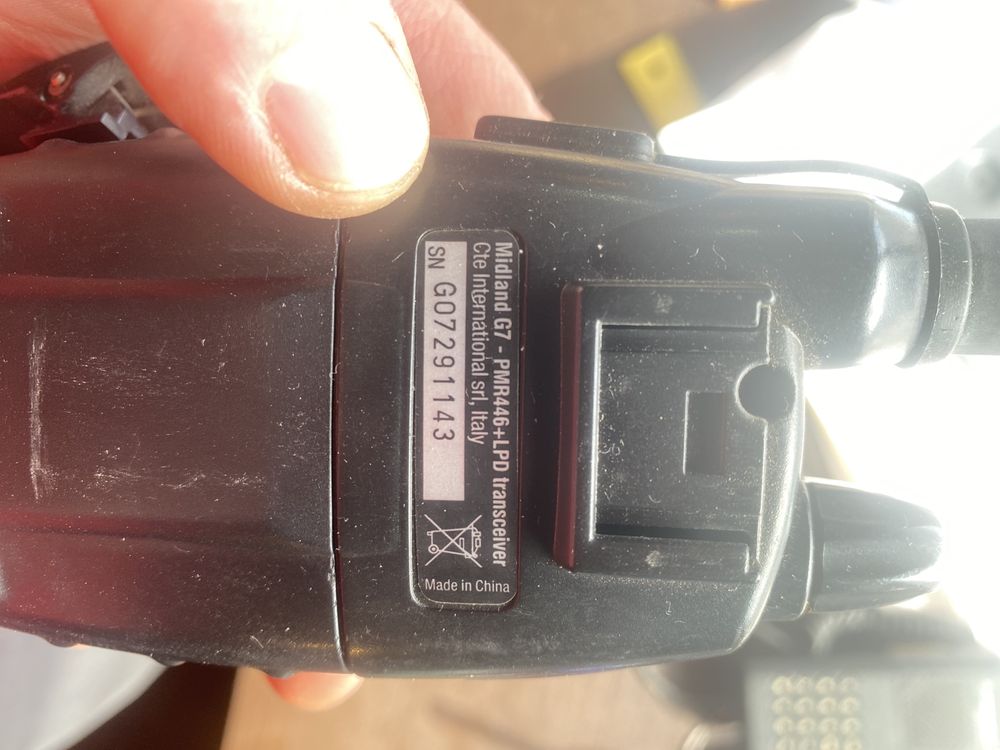 Midland G7 - PMR446+LPD transceiver
Cte International srl, Italy
SN G07291143
Made in China